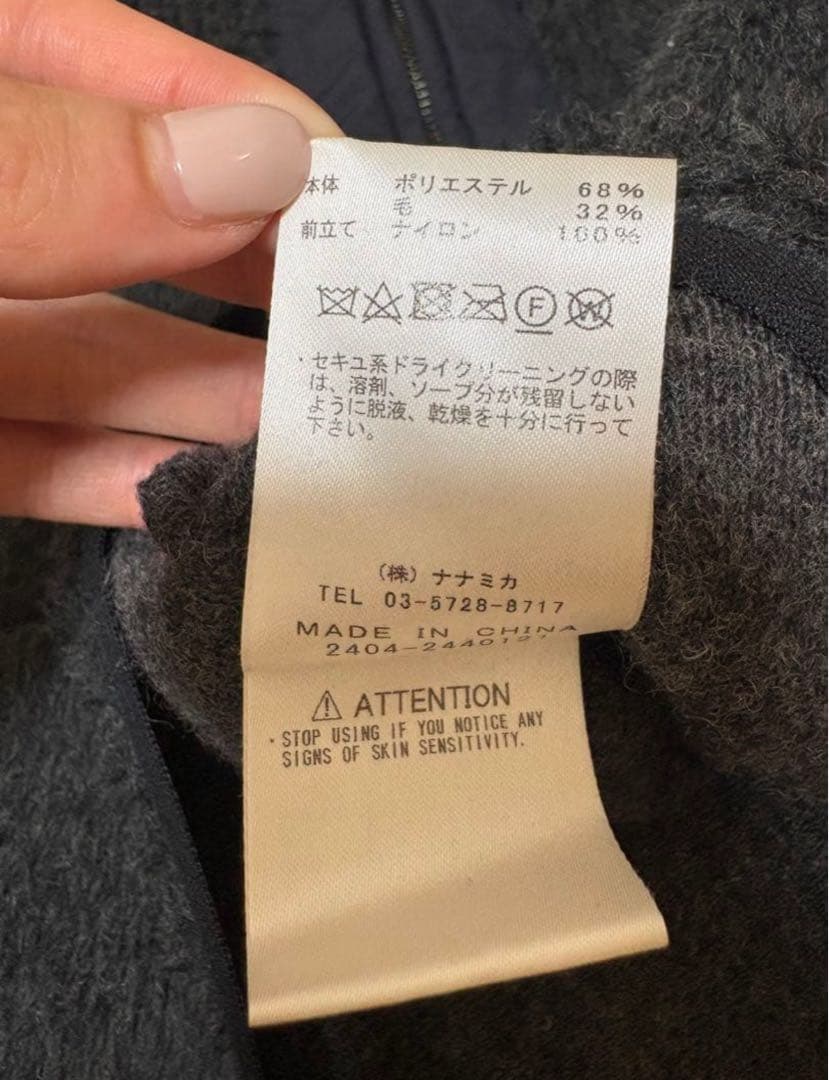 本体 ポリエステル 68%
毛 32%
前立て ナイロン 100%
F W
・セキユ系ドライクリーニングの際
は、溶剤、ソープ分が残留しない
ように脱液、乾燥を十分に行って
下さい。
(株)ナナミカ
TEL 03-5728-8717
MADE IN CHINA
2404-2440127
ATTENTION
・STOP USING IF YOU NOTICE ANY
SIGNS OF SKIN SENSITIVITY.